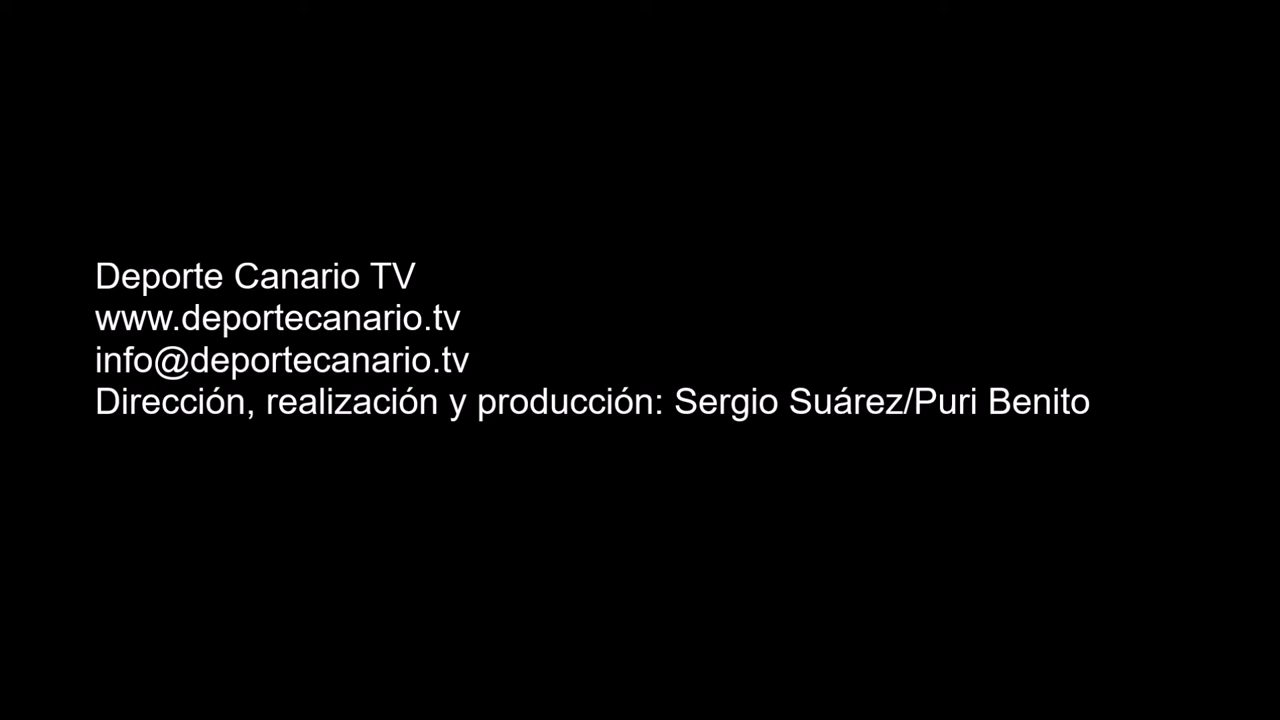 Deporte Canario TV
www.deportecanario.tv
info@deportecanario.tv
Dirección, realización y producción: Sergio Suárez/Puri Benito